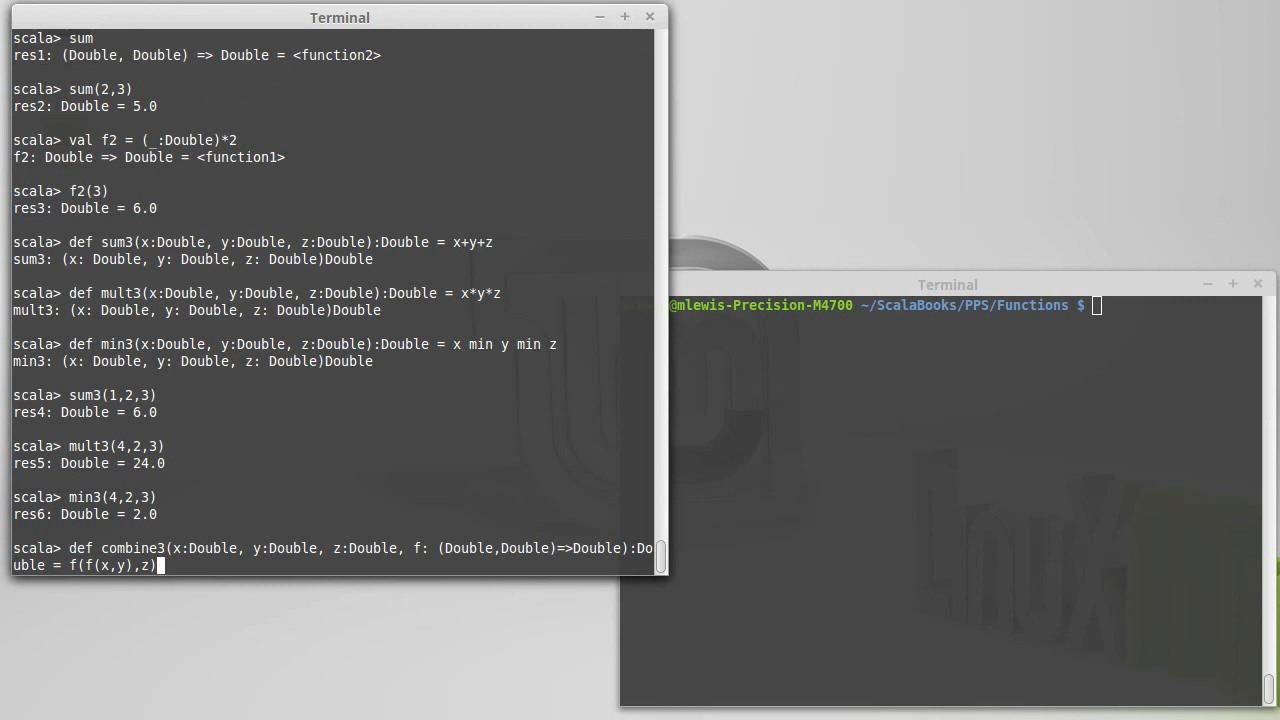 Terminal
scala> sum
res1: (Double, Double) => Double = <function2>
scala> sum(2,3)
res2: Double = 5.0
scala> val f2 = (_:Double)*2
f2: Double => Double = <function1>
scala> f2(3)
res3: Double = 6.0
scala> def sum3(x:Double, y:Double, z:Double):Double = x+y+z
sum3: (x: Double, y: Double, z: Double)Double
scala> def mult3(x:Double, y:Double, z:Double):Double = x*y*z
mult3: (x: Double, y: Double, z: Double)Double
scala> def min3(x:Double, y:Double, z:Double):Double = x min y min z
min3: (x: Double, y: Double, z: Double)Double
scala> sum3(1,2,3)
res4: Double = 6.0
scala> mult3(4,2,3)
res5: Double = 24.0
scala> min3(4,2,3)
res6: Double = 2.0
scala> def combine3(x:Double, y:Double, z:Double, f: (Double,Double)=>Double):Do
uble = f(f(x,y),z)
Terminal
@mlewis-Precision-M4700 ~/ScalaBooks/PPS/Functions $
Linux